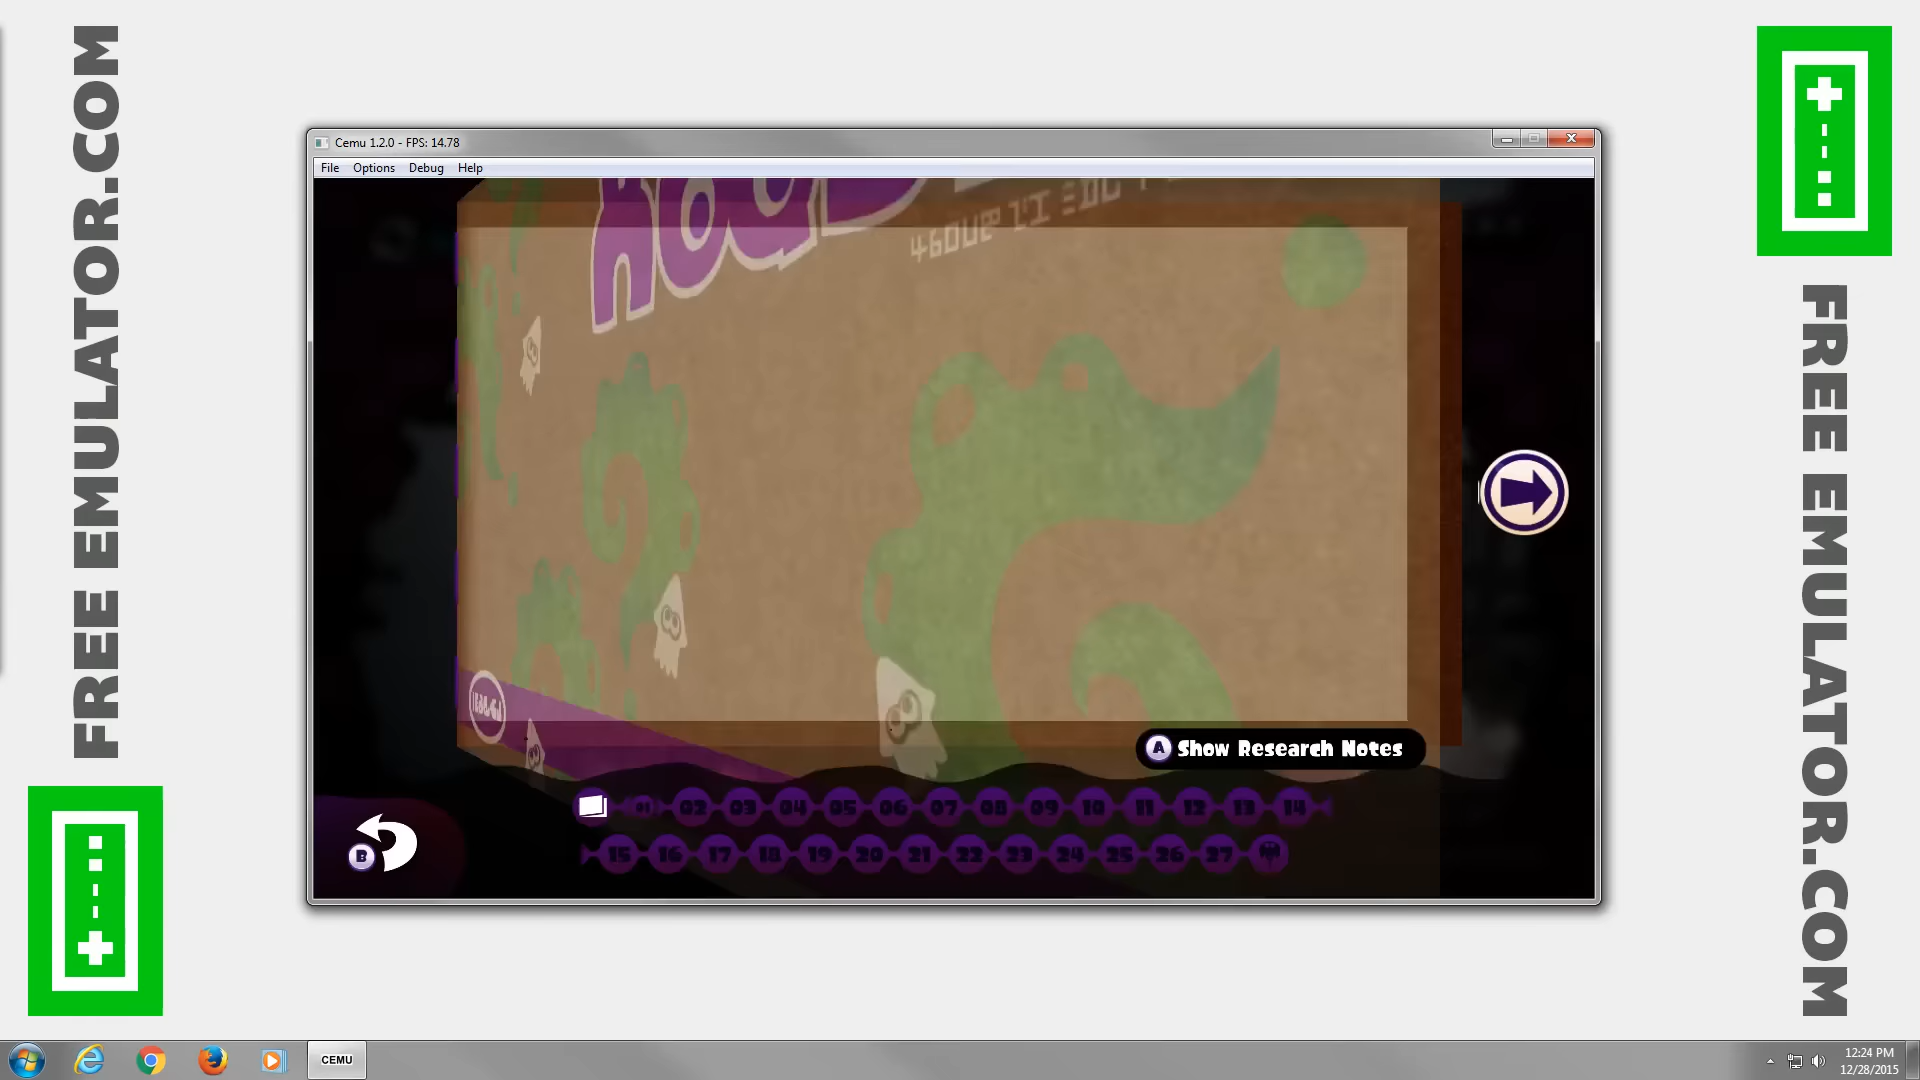 FREE EMULATOR.COM
Cemu 1.2.0 - FPS: 14.78
File Options Debug Help
A Show Research Notes
01 02 03 04 05 06 07 08 09 10 11 12 13 14
B
15 16 17 18 19 20 21 22 23 24 25 26 27
FREE EMULATOR.COM
CEMU
12:24 PM
12/28/2015